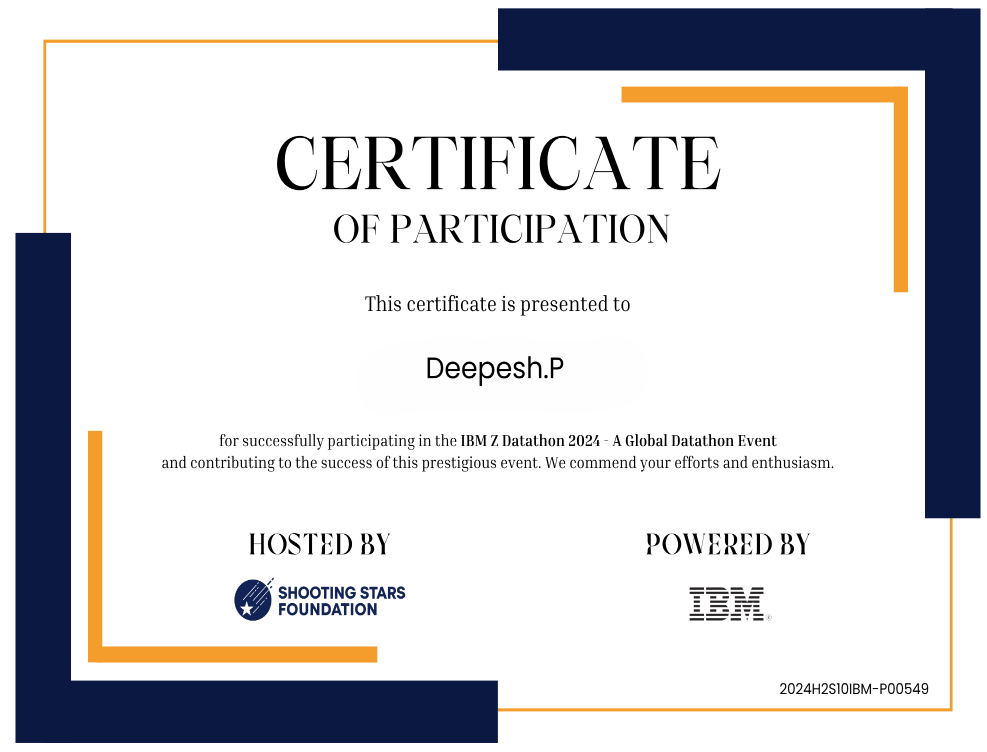 CERTIFICATE
OF PARTICIPATION
This certificate is presented to
Deepesh.P
for successfully participating in the IBM Z Datathon 2024 - A Global Datathon Event
and contributing to the success of this prestigious event. We commend your efforts and enthusiasm.
HOSTED BY
SHOOTING STARS
FOUNDATION
POWERED BY
IBM®
2024H2S10IBM-P00549